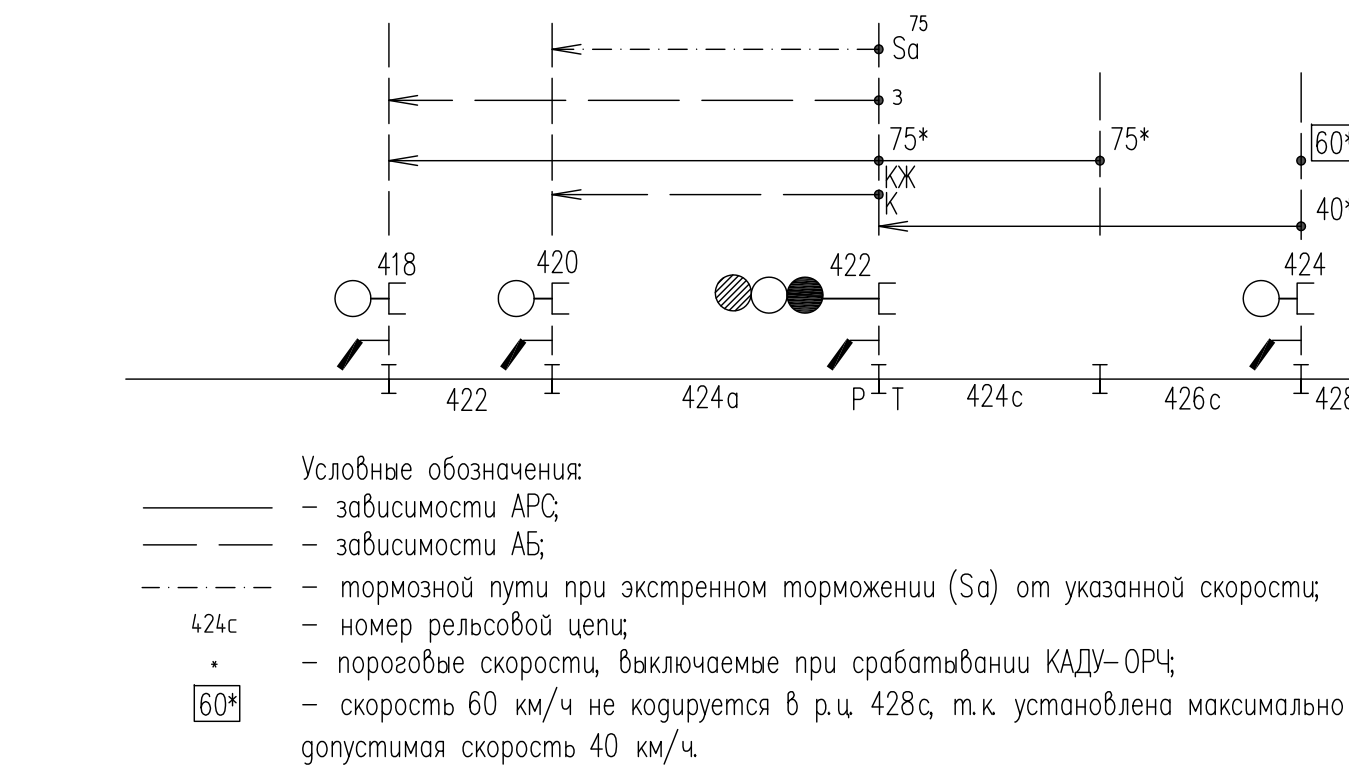 75
Sa
З
75* 75* 60*
КЖ
К
40*
418 420 422 424
422 424а Р Т 424с 426с 428
Условные обозначения:
– зависимости АРС;
– зависимости АБ;
– тормозной пути при экстренном торможении (Sa) от указанной скорости;
424с – номер рельсовой цепи;
* – пороговые скорости, выключаемые при срабатывании КАДУ–ОРЧ;
60* – скорость 60 км/ч не кодируется в р.ц. 428с, т.к. установлена максимально
допустимая скорость 40 км/ч.